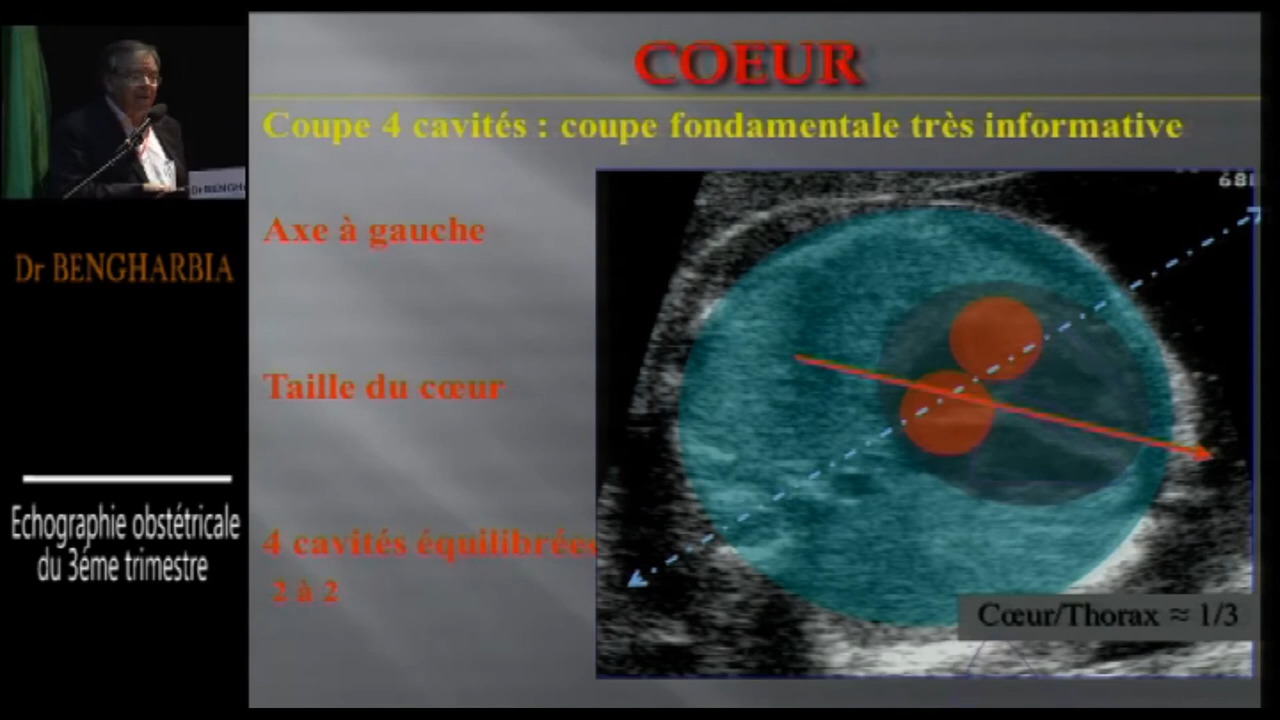 COEUR
Coupe 4 cavités : coupe fondamentale très informative
Axe à gauche
Taille du cœur
4 cavités équilibrées
2 à 2
Cœur/Thorax ≈ 1/3
Dr BENGHARBIA
Echographie obstétricale
du 3éme trimestre